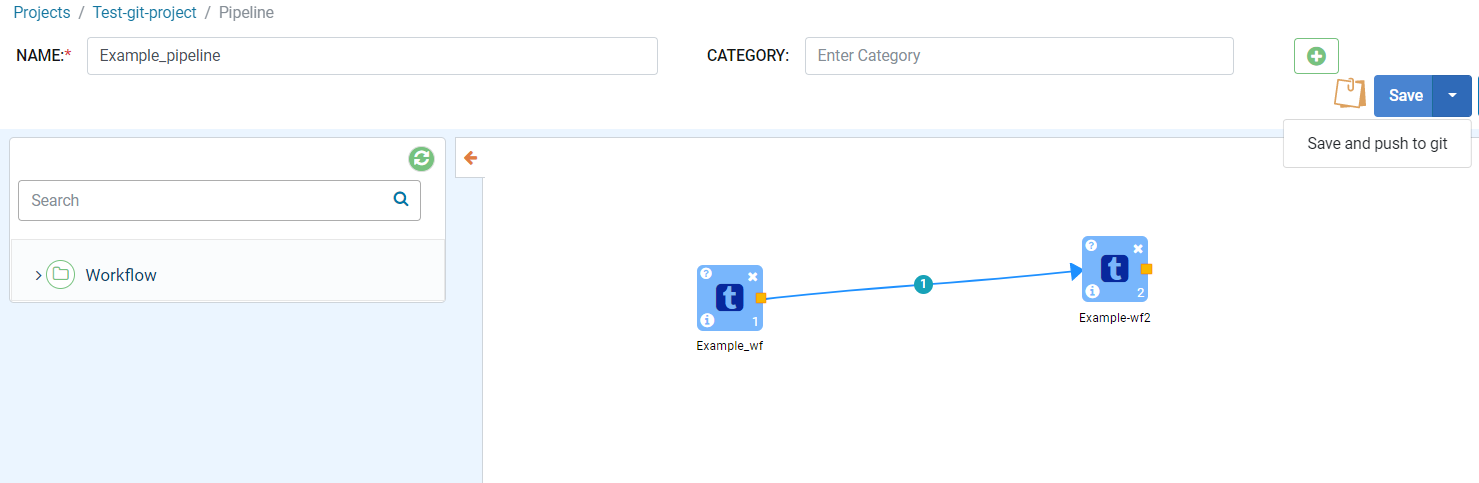 Projects / Test-git-project / Pipeline
NAME:* Example_pipeline CATEGORY: Enter Category
Save
Save and push to git
Search
Workflow
1
t
2
Example-wf2
t
1
Example_wf